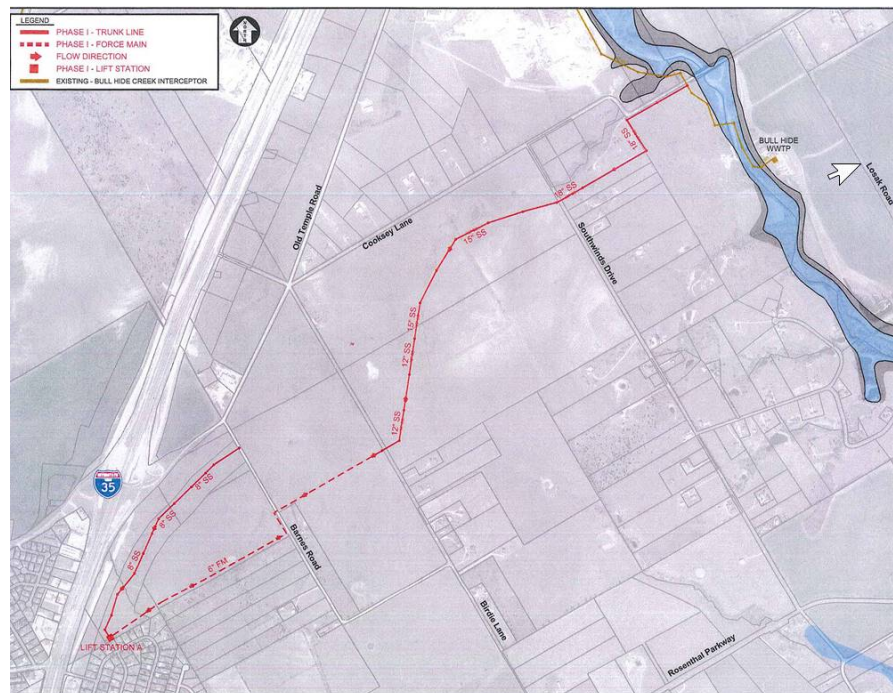 LEGEND
PHASE I - TRUNK LINE
PHASE I - FORCE MAIN
FLOW DIRECTION
PHASE I - LIFT STATION
EXISTING - BULL HIDE CREEK INTERCEPTOR
NORTH
BULL HIDE
WWTP
Losak Road
18" SS
18" SS
Old Temple Road
Cooksey Lane
15" SS
Southwinds Drive
15" SS
12" SS
12" SS
8" SS
8" SS
8" SS
35
Barnes Road
6" FM
Birdie Lane
LIFT STATION A
Rosenthal Parkway